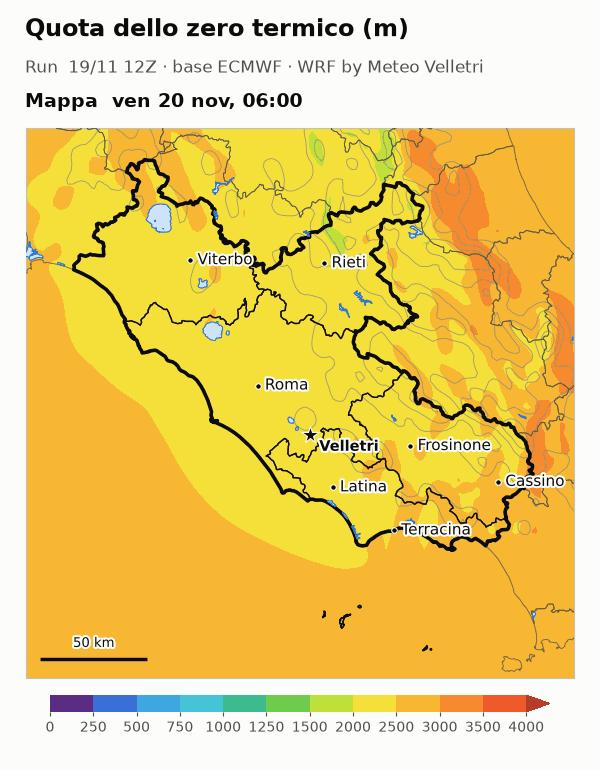 Quota dello zero termico (m)
Run  19/11 12Z · base ECMWF · WRF by Meteo Velletri
Mappa  ven 20 nov, 06:00
Viterbo
Rieti
Roma
Velletri
Frosinone
Cassino
Latina
Terracina
50 km
0 250 500 750 1000 1250 1500 2000 2500 3000 3500 4000